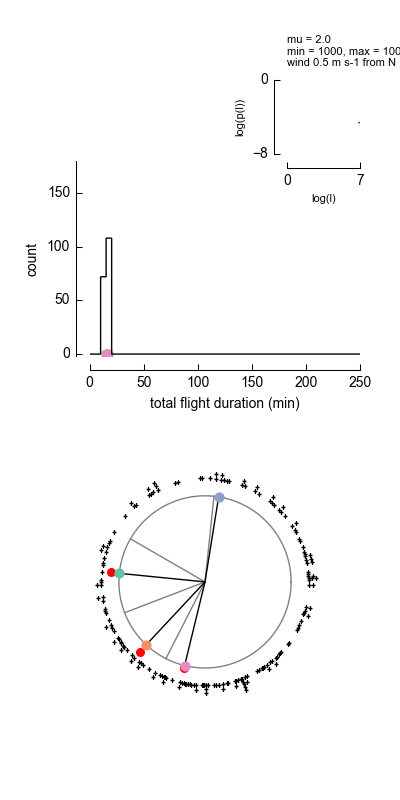 mu = 2.0
min = 1000, max = 100
wind 0.5 m s-1 from N
0
log(p(l))
−8
0 7
log(l)
150
count
100
50
0
0 50 100 150 200 250
total flight duration (min)